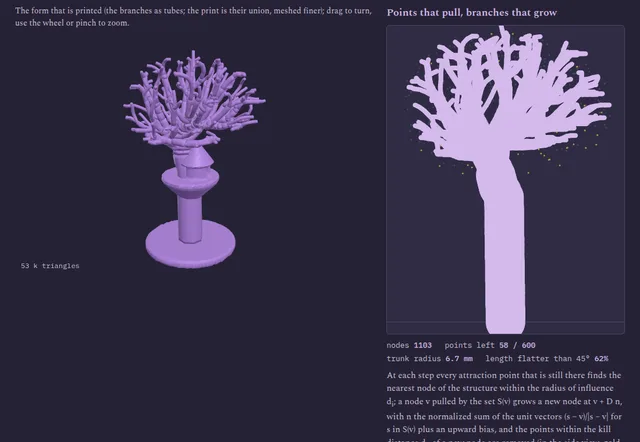 The form that is printed (the branches as tubes; the print is their union, meshed finer); drag to turn,
use the wheel or pinch to zoom.
53 k triangles
Points that pull, branches that grow
nodes 1103 points left 58 / 600
trunk radius 6.7 mm length flatter than 45° 62%
At each step every attraction point that is still there finds the
nearest node of the structure within the radius of influence
dᵢ; a node v pulled by the set S(v) grows a new node at v + D n,
with n the normalized sum of the unit vectors (s − v)/|s − v| for
s in S(v) plus an upward bias, and the points within the kill